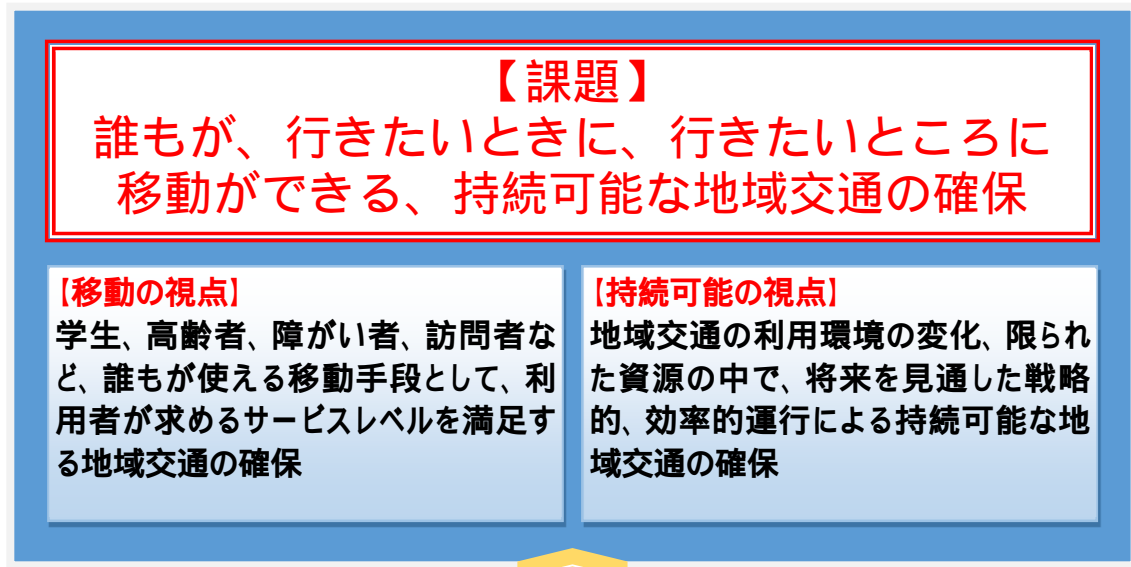 【課題】
誰もが、行きたいときに、行きたいところに
移動ができる、持続可能な地域交通の確保
【移動の視点】
学生、高齢者、障がい者、訪問者な
ど、誰もが使える移動手段として、利
用者が求めるサービスレベルを満足す
る地域交通の確保
【持続可能の視点】
地域交通の利用環境の変化、限られ
た資源の中で、将来を見通した戦略
的、効率的運行による持続可能な地
域交通の確保